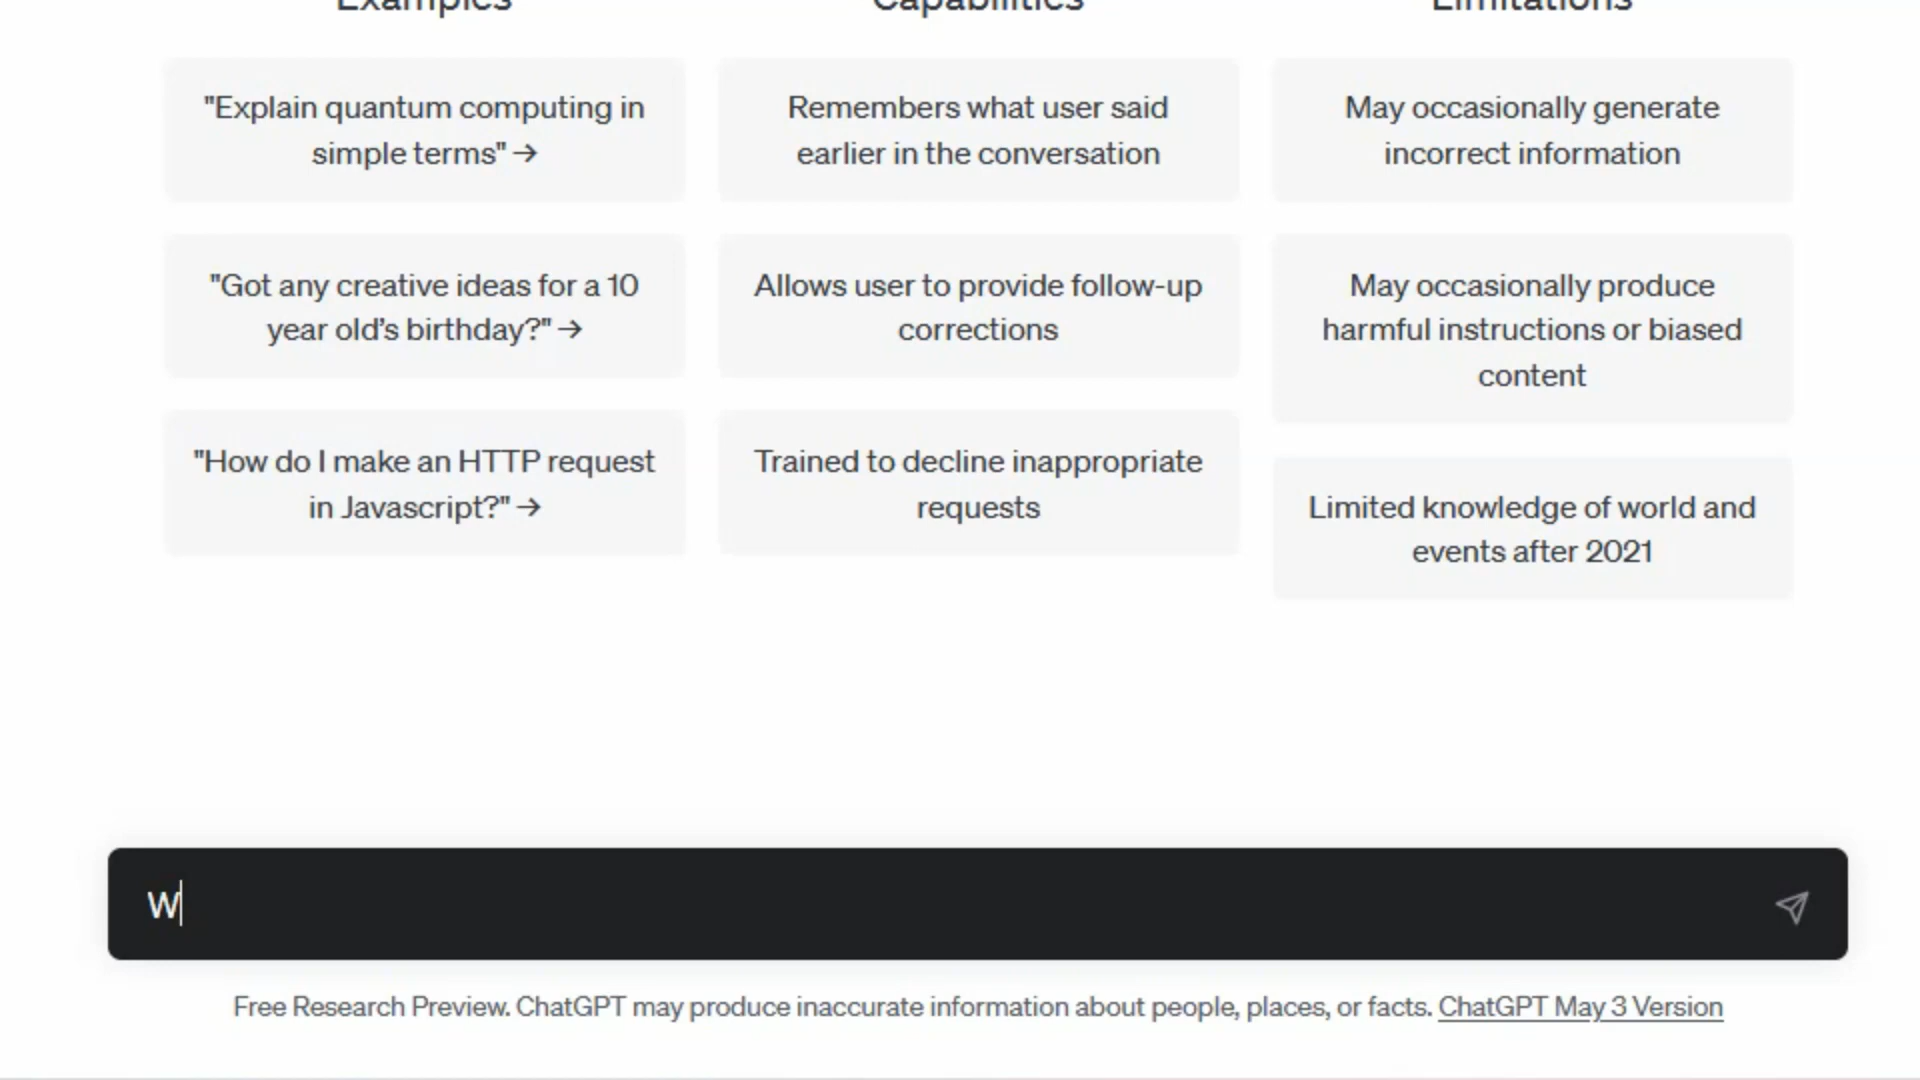 Examples
"Explain quantum computing in
simple terms" →
"Got any creative ideas for a 10
year old's birthday?" →
"How do I make an HTTP request
in Javascript?" →
Capabilities
Remembers what user said
earlier in the conversation
Allows user to provide follow-up
corrections
Trained to decline inappropriate
requests
Limitations
May occasionally generate
incorrect information
May occasionally produce
harmful instructions or biased
content
Limited knowledge of world and
events after 2021
W
Free Research Preview. ChatGPT may produce inaccurate information about people, places, or facts. ChatGPT May 3 Version